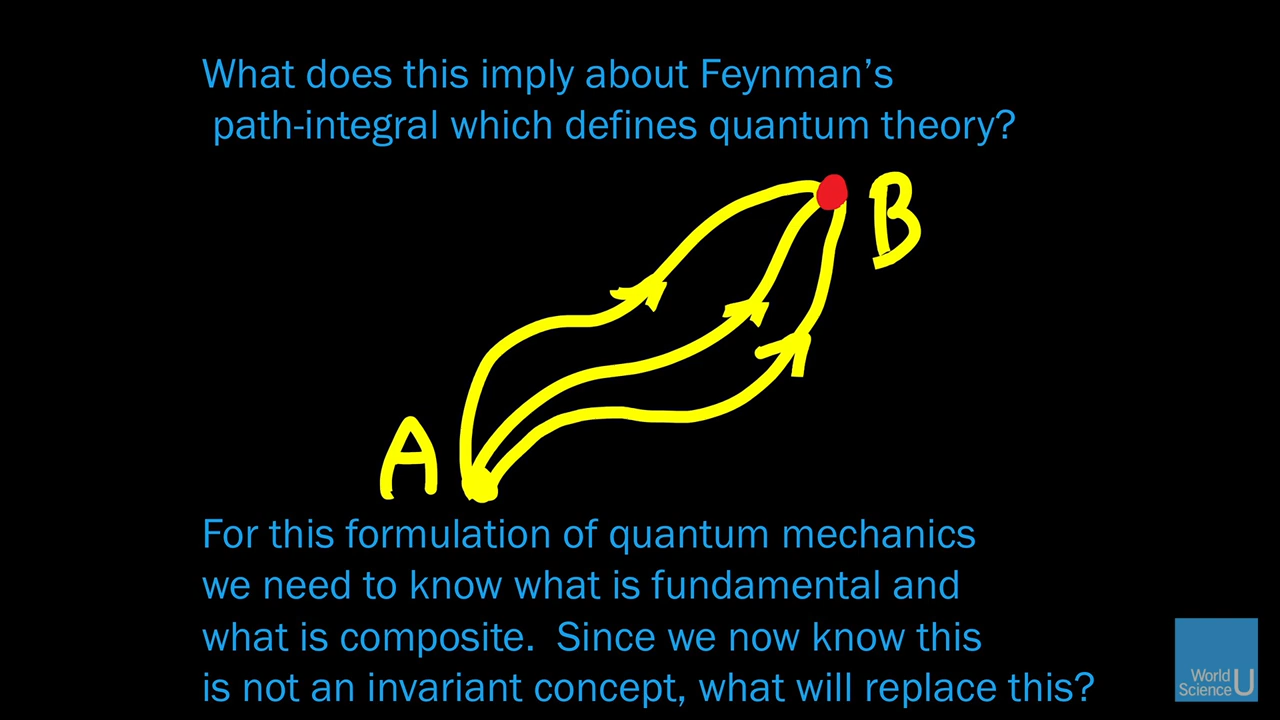 What does this imply about Feynman's
path-integral which defines quantum theory?
B
A
For this formulation of quantum mechanics
we need to know what is fundamental and
what is composite.  Since we now know this
is not an invariant concept, what will replace this?
World
Science U